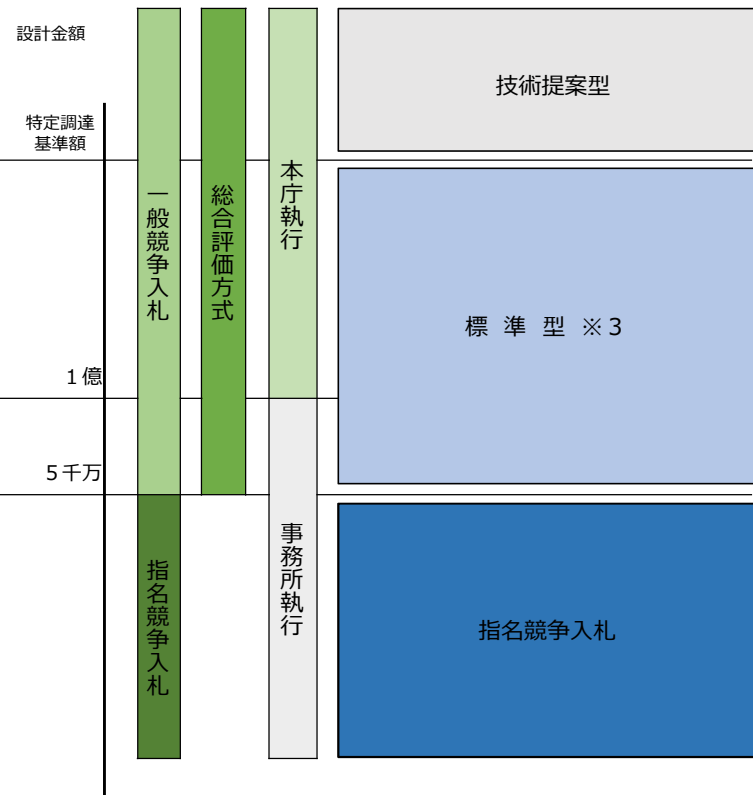 設計金額
特定調達
基準額
1億
5千万
一般競争入札
指名競争入札
総合評価方式
本庁執行
事務所執行
技術提案型
標 準 型 ※3
指名競争入札